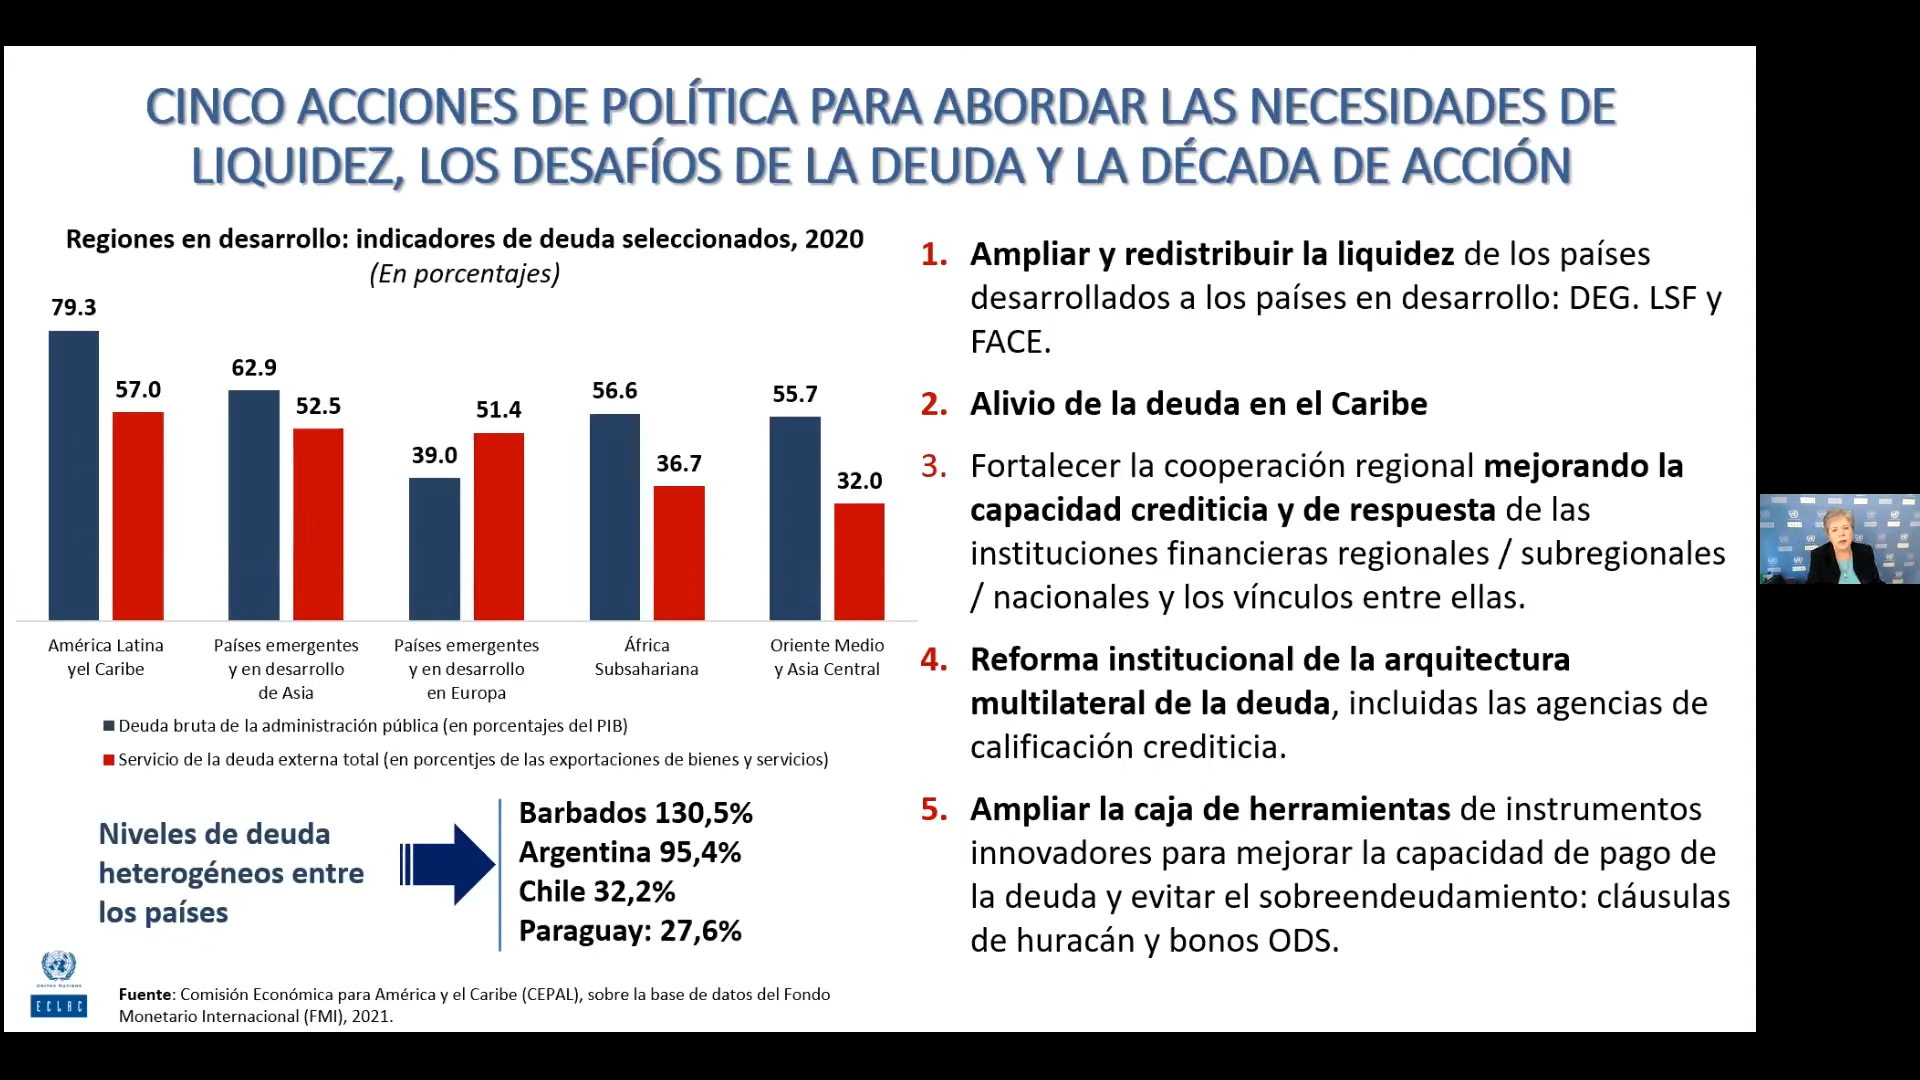 CINCO ACCIONES DE POLÍTICA PARA ABORDAR LAS NECESIDADES DE
LIQUIDEZ, LOS DESAFÍOS DE LA DEUDA Y LA DÉCADA DE ACCIÓN
Regiones en desarrollo: indicadores de deuda seleccionados, 2020
(En porcentajes)
79.3
57.0
62.9
52.5
39.0
51.4
56.6
36.7
55.7
32.0
América Latina
yel Caribe
Países emergentes
y en desarrollo
de Asia
Países emergentes
y en desarrollo
en Europa
África
Subsahariana
Oriente Medio
y Asia Central
Deuda bruta de la administración pública (en porcentajes del PIB)
Servicio de la deuda externa total (en porcentjes de las exportaciones de bienes y servicios)
Niveles de deuda
heterogéneos entre
los países
Barbados 130,5%
Argentina 95,4%
Chile 32,2%
Paraguay: 27,6%
UNITED NATIONS
ECLAC
Fuente: Comisión Económica para América y el Caribe (CEPAL), sobre la base de datos del Fondo
Monetario Internacional (FMI), 2021.
1. Ampliar y redistribuir la liquidez de los países
desarrollados a los países en desarrollo: DEG. LSF y
FACE.
2. Alivio de la deuda en el Caribe
3. Fortalecer la cooperación regional mejorando la
capacidad crediticia y de respuesta de las
instituciones financieras regionales / subregionales
/ nacionales y los vínculos entre ellas.
4. Reforma institucional de la arquitectura
multilateral de la deuda, incluidas las agencias de
calificación crediticia.
5. Ampliar la caja de herramientas de instrumentos
innovadores para mejorar la capacidad de pago de
la deuda y evitar el sobreendeudamiento: cláusulas
de huracán y bonos ODS.